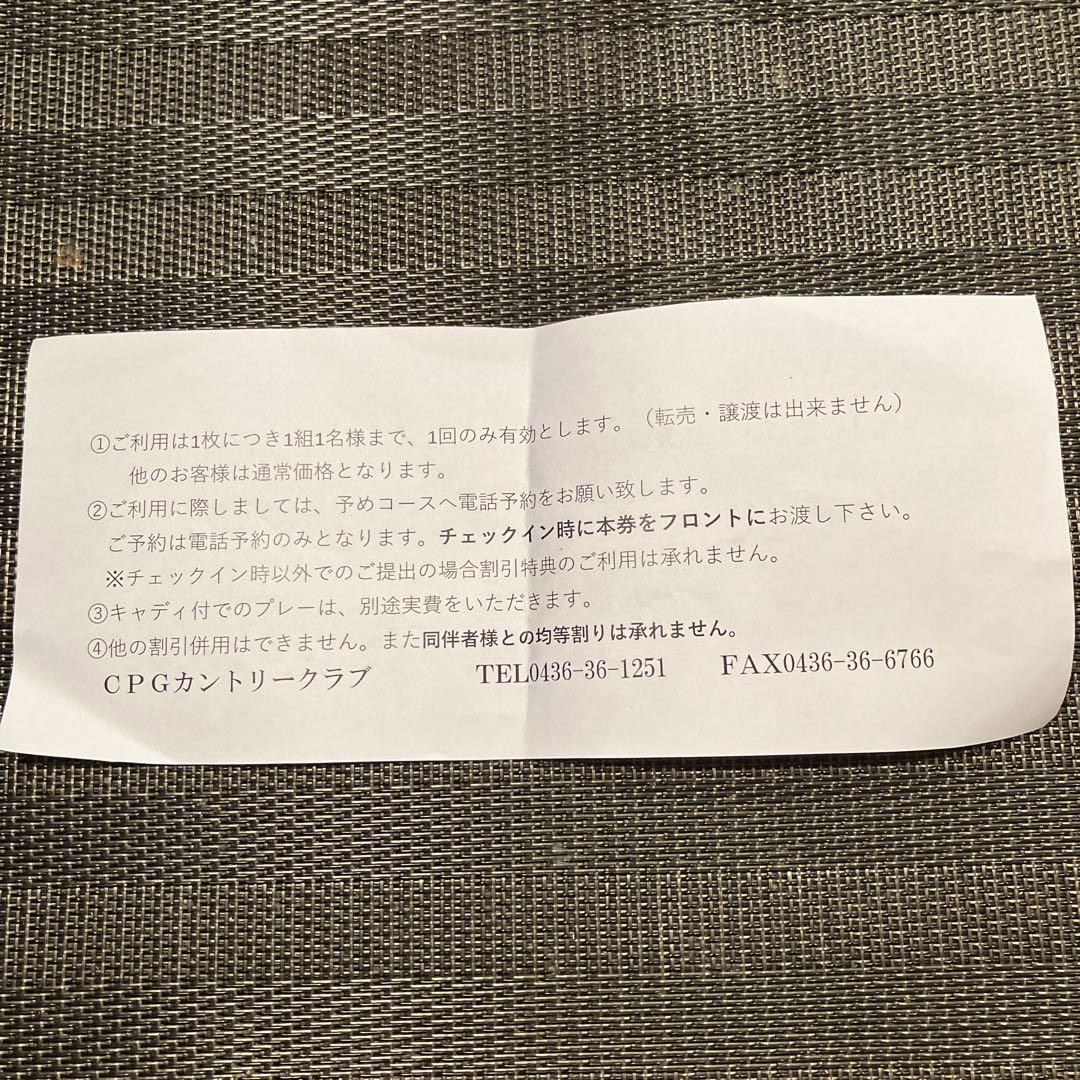 ①ご利用は1枚につき1組1名様まで、1回のみ有効とします。（転売・譲渡は出来ません）
他のお客様は通常価格となります。
②ご利用に際しましては、予めコースへ電話予約をお願い致します。
ご予約は電話予約のみとなります。チェックイン時に本券をフロントにお渡し下さい。
※チェックイン時以外でのご提出の場合割引特典のご利用は承れません。
③キャディ付でのプレーは、別途実費をいただきます。
④他の割引併用はできません。また同伴者様との均等割りは承れません。
ＣＰＧカントリークラブ　TEL0436-36-1251　ＦＡＸ0436-36-6766